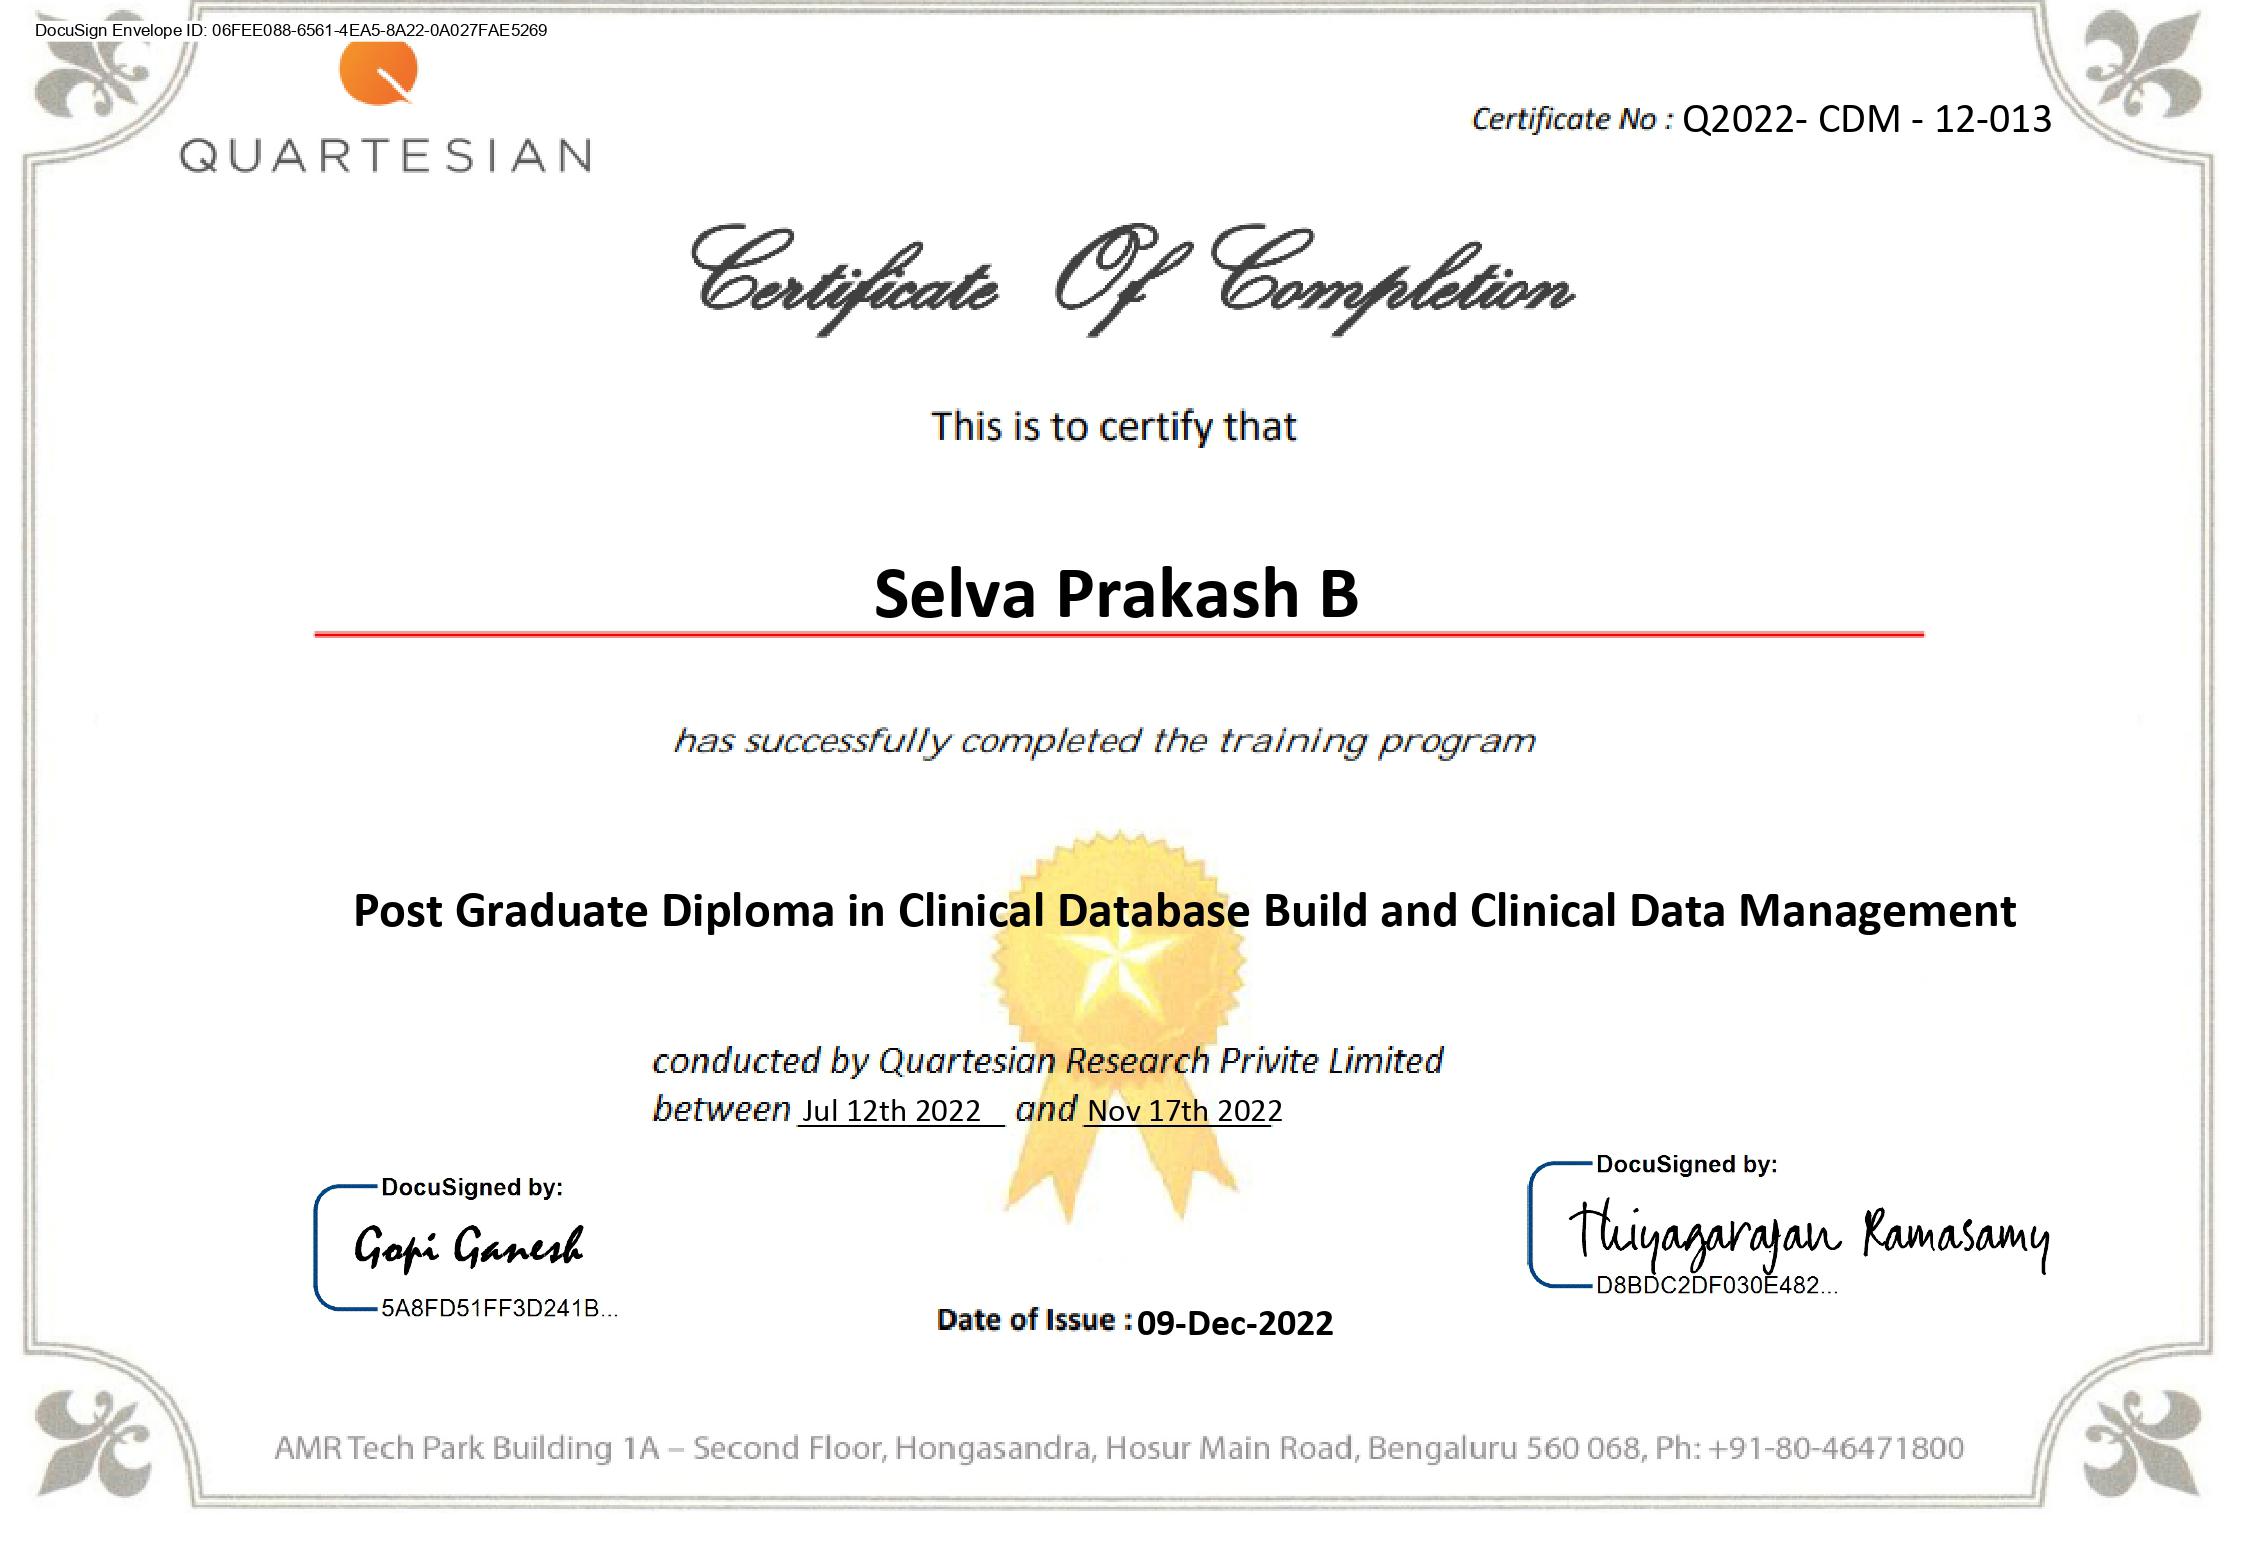 DocuSign Envelope ID: 06FEE088-6561-4EA5-8A22-0A027FAE5269
QUARTESIAN
Certificate No : Q2022- CDM - 12-013
Certificate Of Completion
This is to certify that
Selva Prakash B
has successfully completed the training program
Post Graduate Diploma in Clinical Database Build and Clinical Data Management
conducted by Quartesian Research Privite Limited
between Jul 12th 2022 and Nov 17th 2022
DocuSigned by:
Gopi Ganesh
5A8FD51FF3D241B...
DocuSigned by:
Thiyagarajan Ramasamy
D8BDC2DF030E482...
Date of Issue : 09-Dec-2022
AMR Tech Park Building 1A – Second Floor, Hongasandra, Hosur Main Road, Bengaluru 560 068, Ph: +91-80-46471800